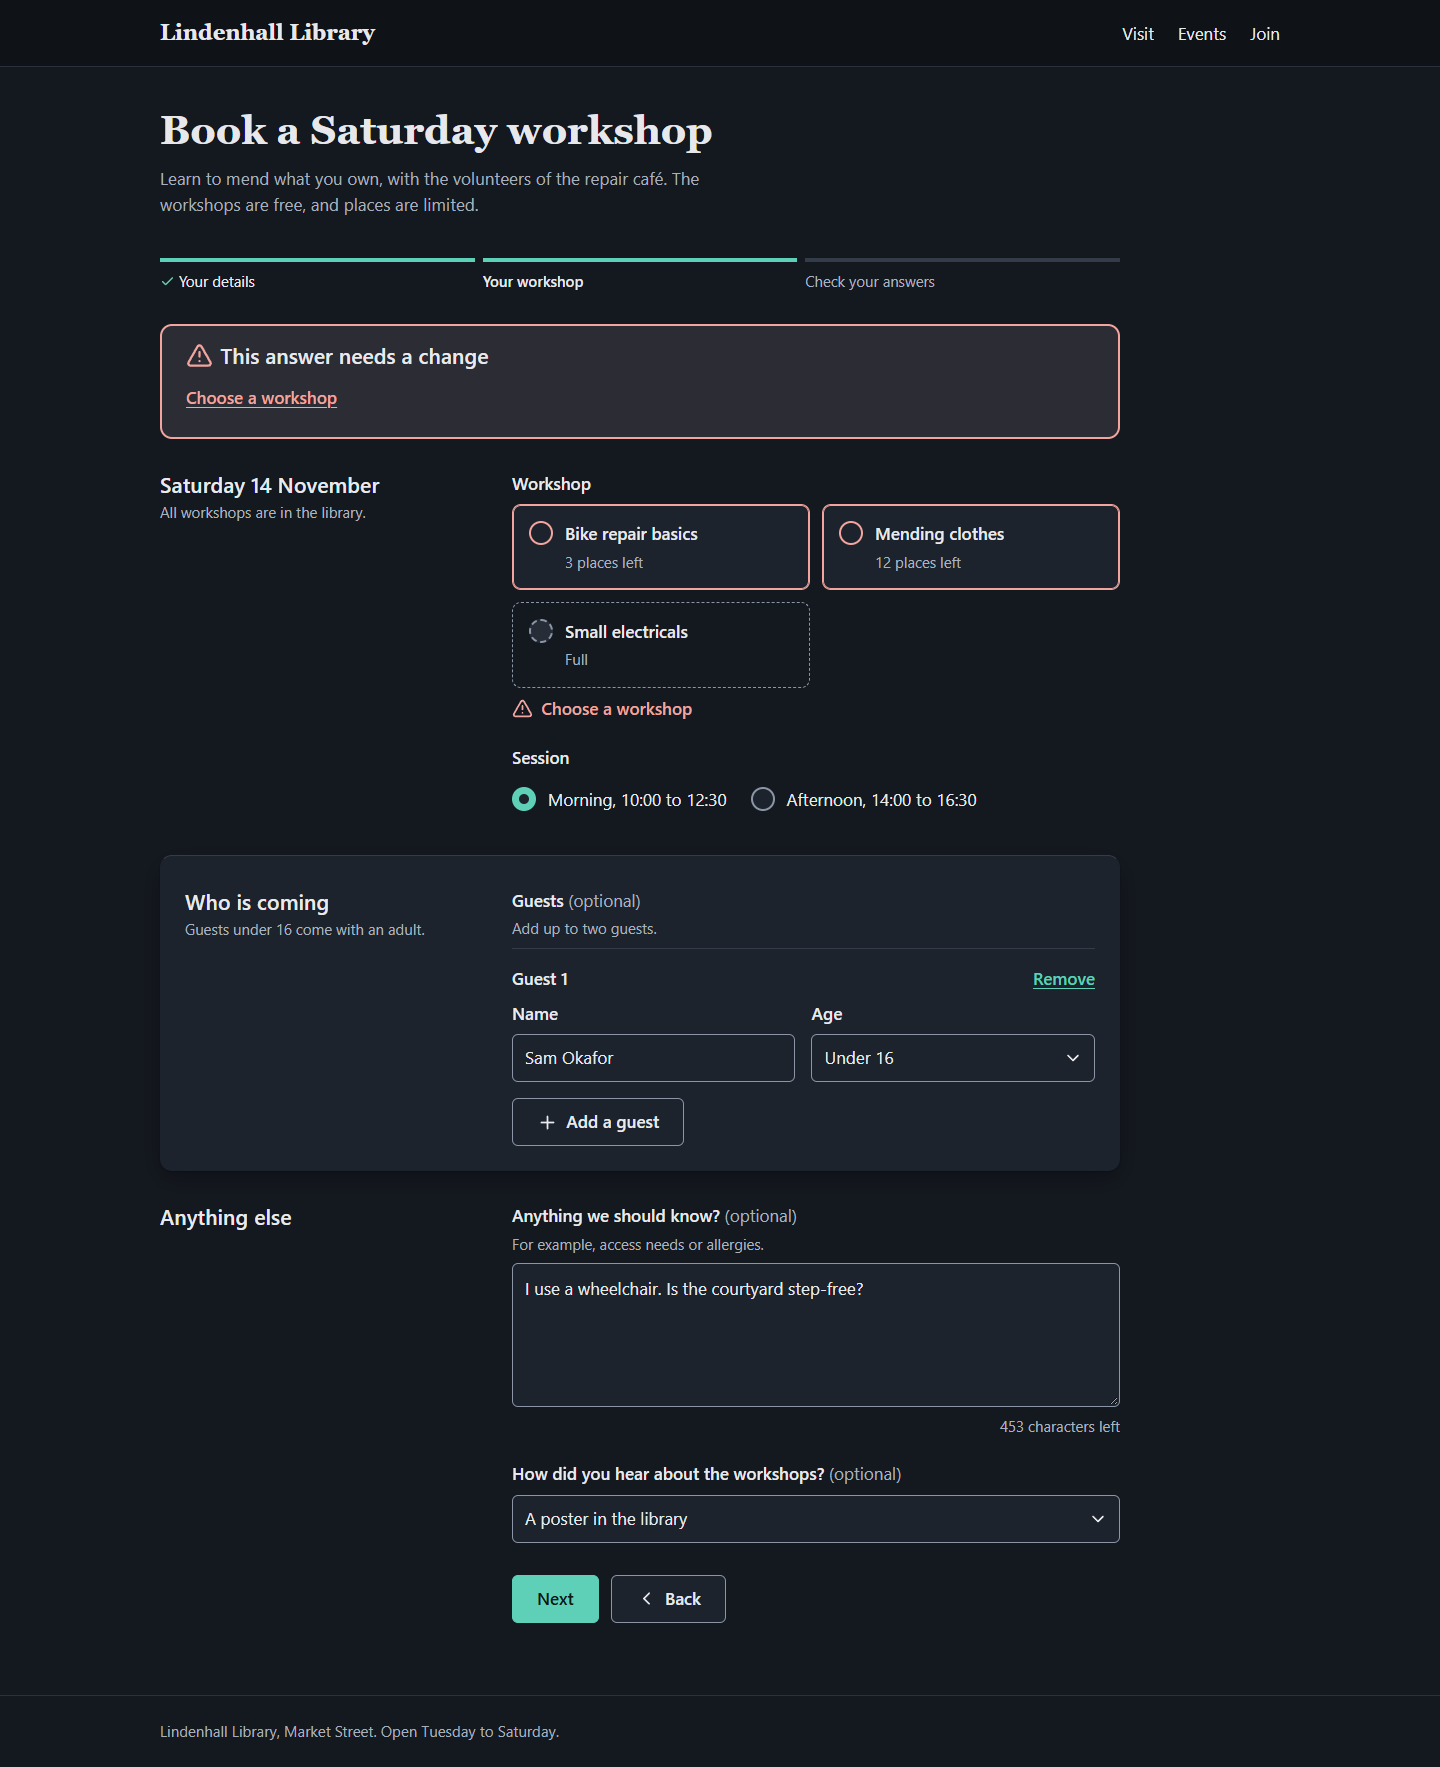 Lindenhall Library
Visit
Events
Join
Book a Saturday workshop
Learn to mend what you own, with the volunteers of the repair café. The
workshops are free, and places are limited.
Your details
Your workshop
Check your answers
This answer needs a change
Choose a workshop
Saturday 14 November
All workshops are in the library.
Workshop
Bike repair basics
3 places left
Mending clothes
12 places left
Small electricals
Full
Choose a workshop
Session
Morning, 10:00 to 12:30
Afternoon, 14:00 to 16:30
Who is coming
Guests under 16 come with an adult.
Guests (optional)
Add up to two guests.
Guest 1
Remove
Name
Age
Sam Okafor
Under 16
Add a guest
Anything else
Anything we should know? (optional)
For example, access needs or allergies.
I use a wheelchair. Is the courtyard step-free?
453 characters left
How did you hear about the workshops? (optional)
A poster in the library
Next
Back
Lindenhall Library, Market Street. Open Tuesday to Saturday.